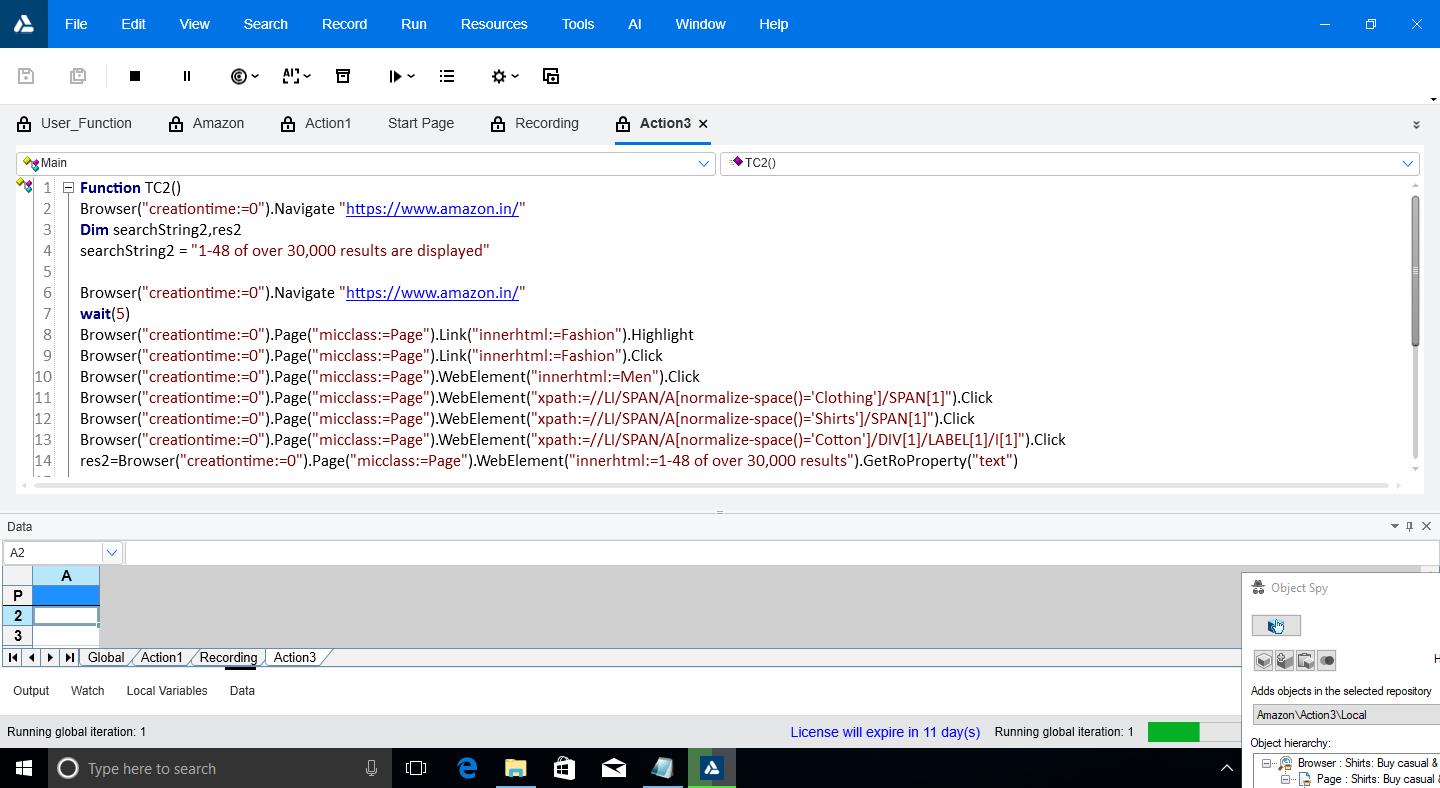 File Edit View Search Record Run Resources Tools AI Window Help
User_Function Amazon Action1 Start Page Recording Action3
Main TC2()
1 Function TC2()
2 Browser("creationtime:=0").Navigate "https://www.amazon.in/"
3 Dim searchString2,res2
4 searchString2 = "1-48 of over 30,000 results are displayed"
5
6 Browser("creationtime:=0").Navigate "https://www.amazon.in/"
7 wait(5)
8 Browser("creationtime:=0").Page("micclass:=Page").Link("innerhtml:=Fashion").Highlight
9 Browser("creationtime:=0").Page("micclass:=Page").Link("innerhtml:=Fashion").Click
10 Browser("creationtime:=0").Page("micclass:=Page").WebElement("innerhtml:=Men").Click
11 Browser("creationtime:=0").Page("micclass:=Page").WebElement("xpath:=//LI/SPAN/A[normalize-space()='Clothing']/SPAN[1]").Click
12 Browser("creationtime:=0").Page("micclass:=Page").WebElement("xpath:=//LI/SPAN/A[normalize-space()='Shirts']/SPAN[1]").Click
13 Browser("creationtime:=0").Page("micclass:=Page").WebElement("xpath:=//LI/SPAN/A[normalize-space()='Cotton']/DIV[1]/LABEL[1]/I[1]").Click
14 res2=Browser("creationtime:=0").Page("micclass:=Page").WebElement("innerhtml:=1-48 of over 30,000 results").GetRoProperty("text")
Data
A2
A
P
2
3
Global Action1 Recording Action3
Output Watch Local Variables Data
Running global iteration: 1 License will expire in 11 day(s) Running global iteration: 1
Object Spy
Adds objects in the selected repository
Amazon\Action3\Local
Object hierarchy:
Browser : Shirts: Buy casual &
Page : Shirts: Buy casual
Type here to search